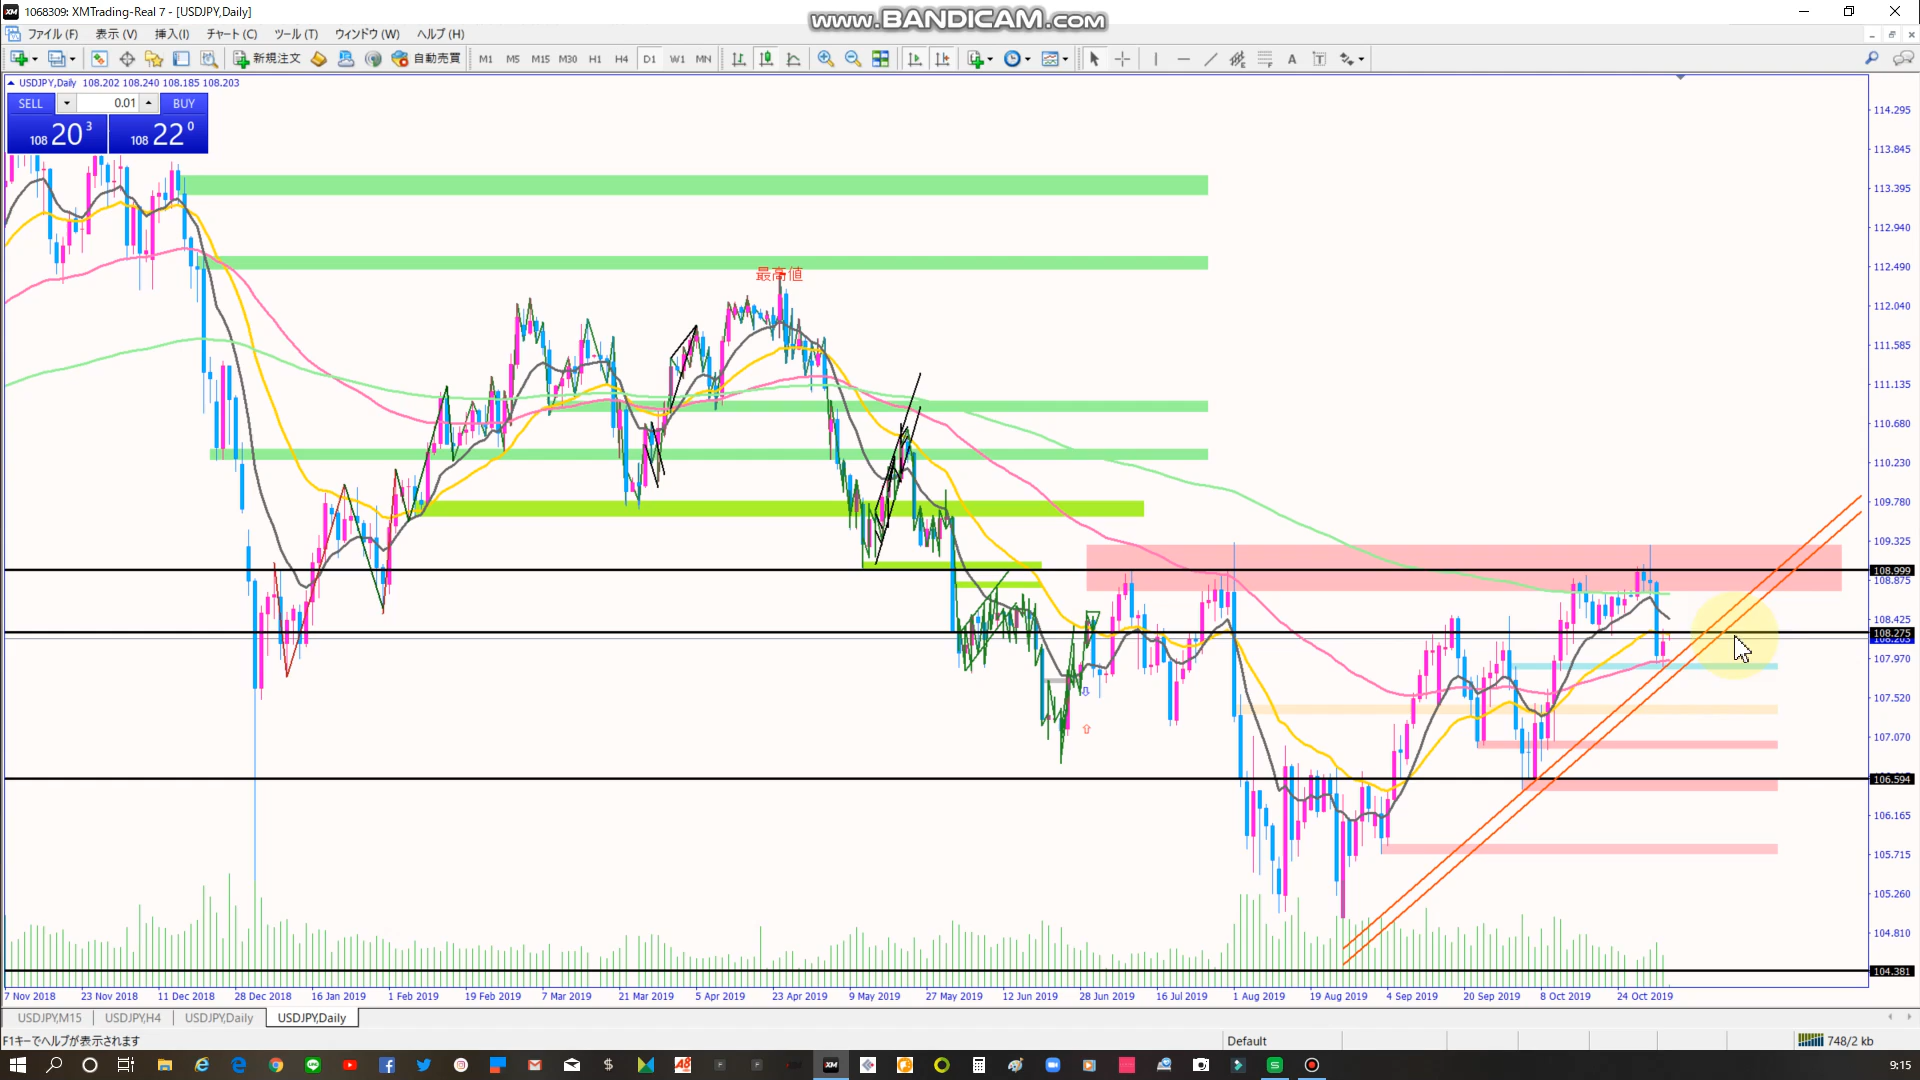 1068309: XMTrading-Real 7 - [USDJPY,Daily]
www.BANDICAM.com
ファイル (F) 表示 (V) 挿入(I) チャート (C) ツール (T) ウィンドウ (W) ヘルプ (H)
新規注文 自動売買 M1 M5 M15 M30 H1 H4 D1 W1 MN A T
USDJPY,Daily 108.202 108.240 108.185 108.203
SELL 0.01 BUY
108 20 3 108 22 0
最高値
114.295
113.845
113.395
112.940
112.490
112.040
111.585
111.135
110.680
110.230
109.780
109.325
108.999
108.875
108.425
108.275
108.203
107.970
107.520
107.070
106.594
106.165
105.715
105.260
104.810
104.381
7 Nov 2018 23 Nov 2018 11 Dec 2018 28 Dec 2018 16 Jan 2019 1 Feb 2019 19 Feb 2019 7 Mar 2019 21 Mar 2019 5 Apr 2019 23 Apr 2019 9 May 2019 27 May 2019 12 Jun 2019 28 Jun 2019 16 Jul 2019 1 Aug 2019 19 Aug 2019 4 Sep 2019 20 Sep 2019 8 Oct 2019 24 Oct 2019
USDJPY,M15 USDJPY,H4 USDJPY,Daily USDJPY,Daily
F1キーでヘルプが表示されます Default 748/2 kb
9:15